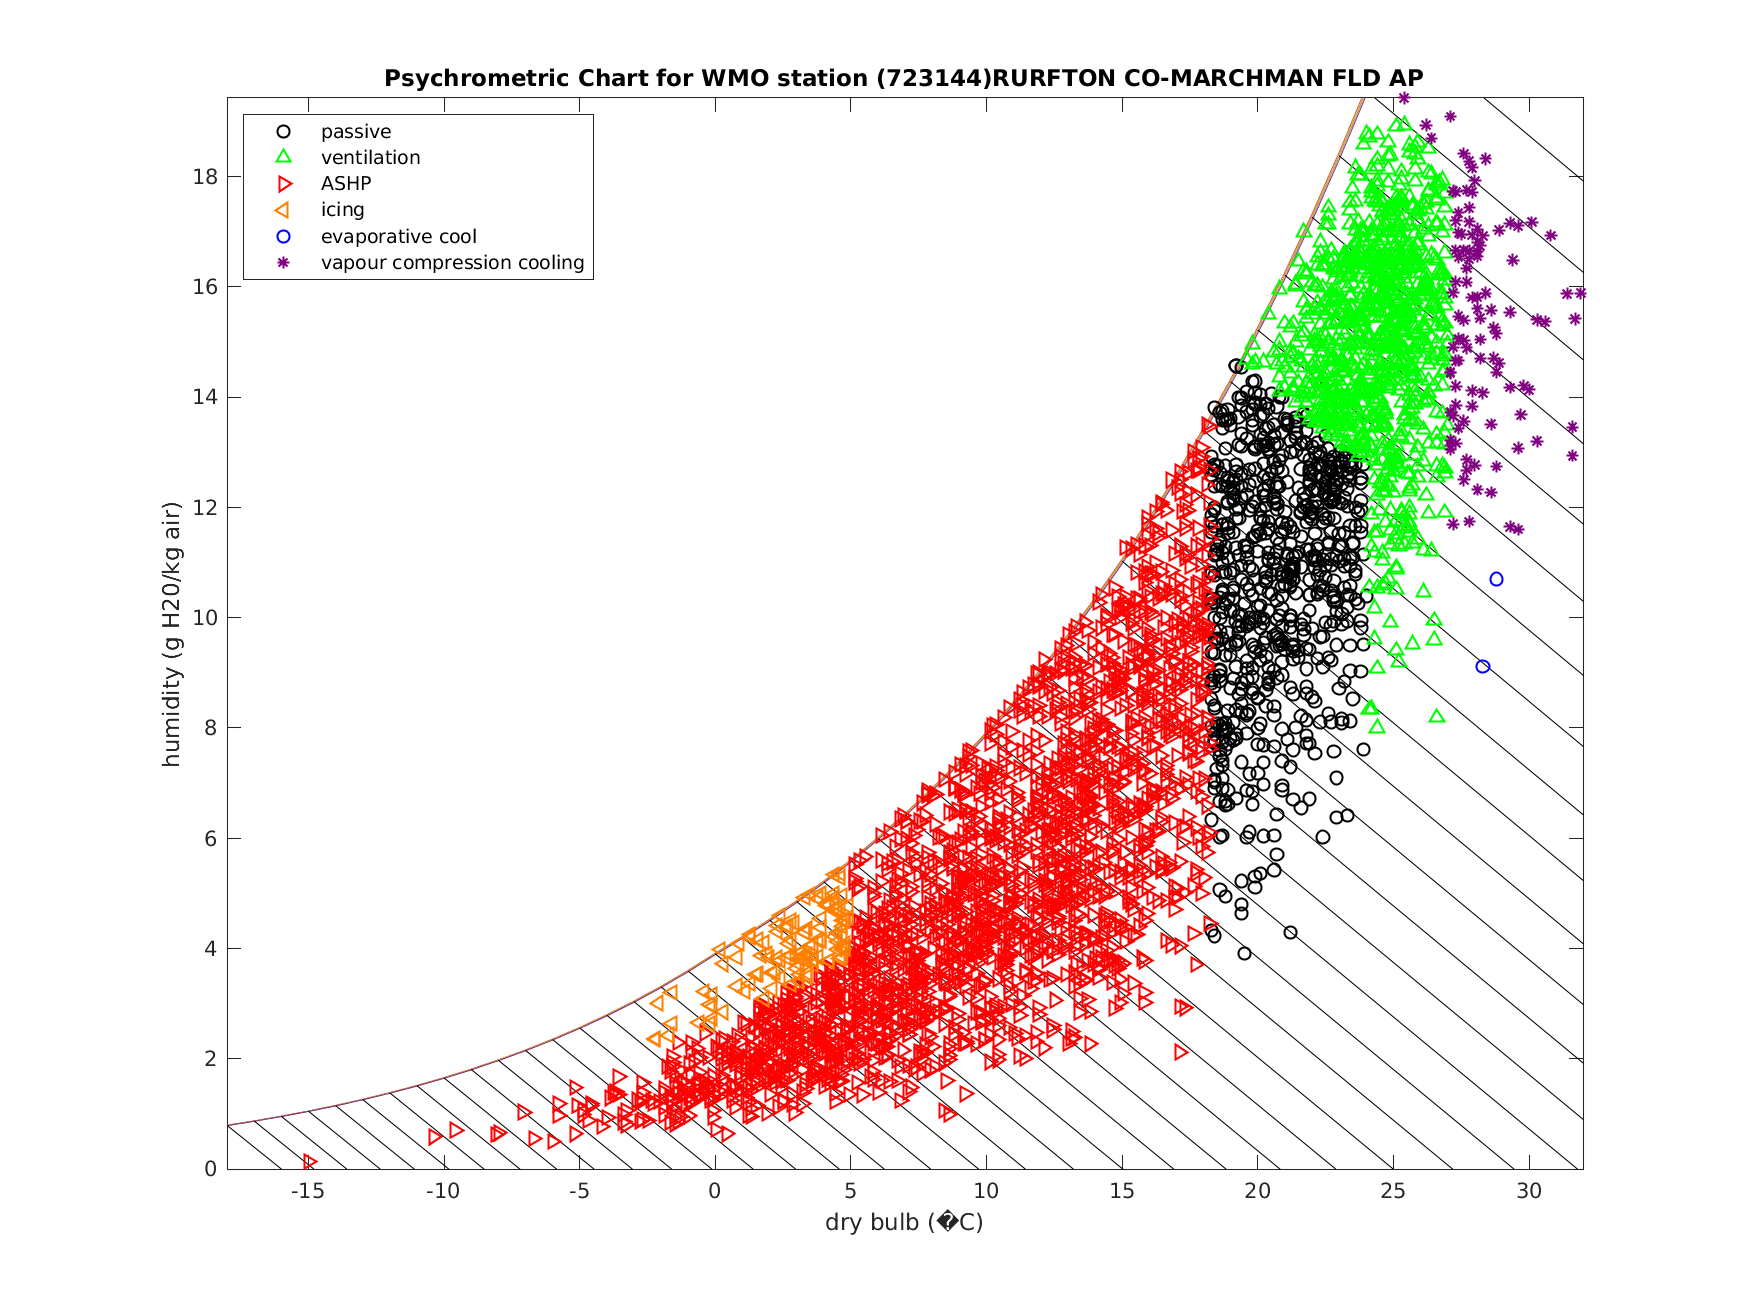 Psychrometric Chart for WMO station (723144)RURFTON CO-MARCHMAN FLD AP
passive
ventilation
ASHP
icing
evaporative cool
vapour compression cooling
humidity (g H20/kg air)
18
16
14
12
10
8
6
4
2
0
-15 -10 -5 0 5 10 15 20 25 30
dry bulb (�C)